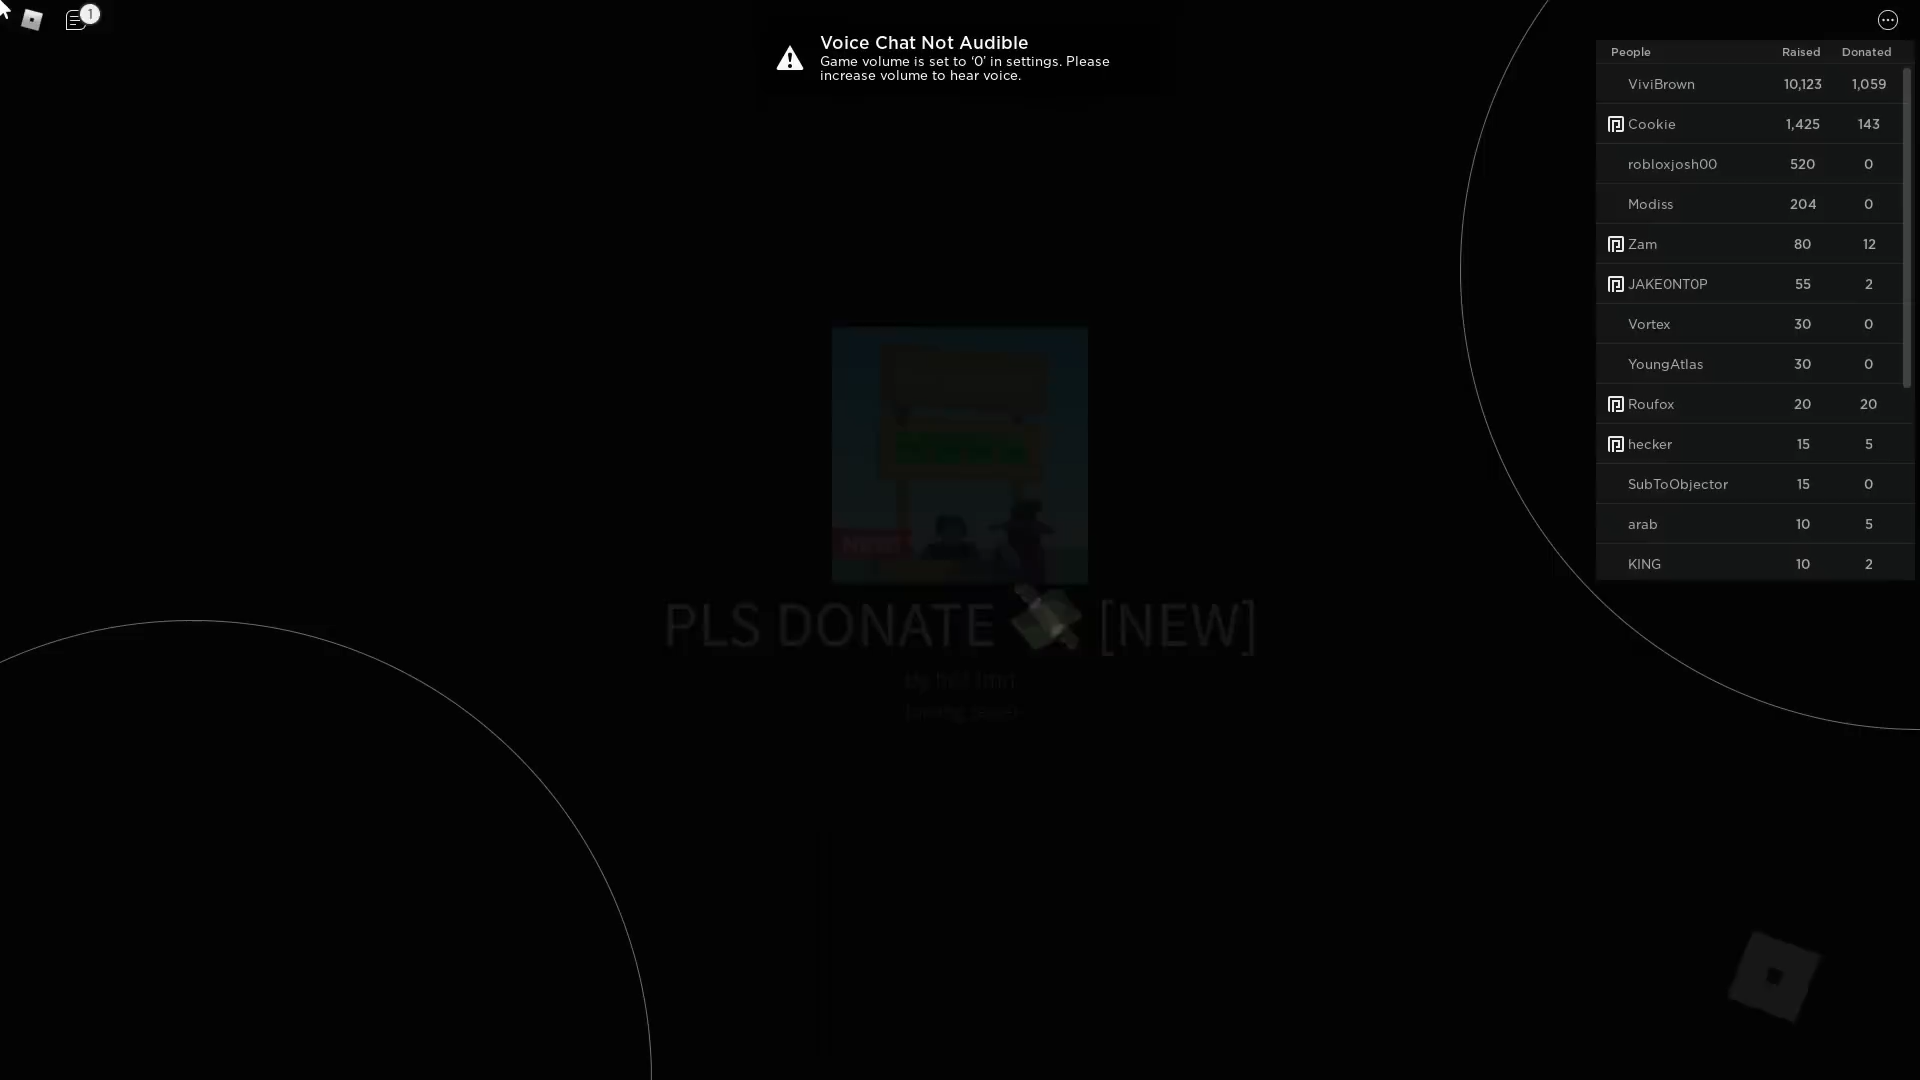 1
Voice Chat Not Audible
Game volume is set to ‘0’ in settings. Please
increase volume to hear voice.
People Raised Donated
ViviBrown 10,123 1,059
Cookie 1,425 143
robloxjosh00 520 0
Modiss 204 0
Zam 80 12
JAKE0NT0P 55 2
Vortex 30 0
YoungAtlas 30 0
Roufox 20 20
hecker 15 5
SubToObjector 15 0
arab 10 5
KING 10 2
PLS DONATE 💸 [NEW]